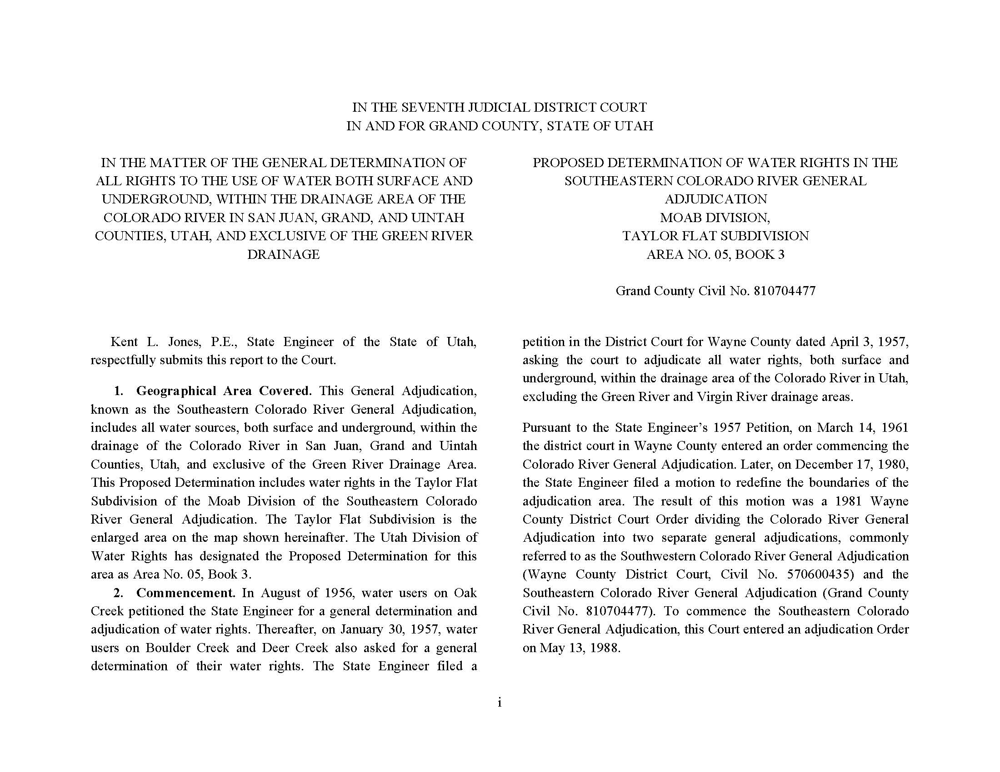 IN THE SEVENTH JUDICIAL DISTRICT COURT
IN AND FOR GRAND COUNTY, STATE OF UTAH
IN THE MATTER OF THE GENERAL DETERMINATION OF
ALL RIGHTS TO THE USE OF WATER BOTH SURFACE AND
UNDERGROUND, WITHIN THE DRAINAGE AREA OF THE
COLORADO RIVER IN SAN JUAN, GRAND, AND UINTAH
COUNTIES, UTAH, AND EXCLUSIVE OF THE GREEN RIVER
DRAINAGE
PROPOSED DETERMINATION OF WATER RIGHTS IN THE
SOUTHEASTERN COLORADO RIVER GENERAL
ADJUDICATION
MOAB DIVISION,
TAYLOR FLAT SUBDIVISION
AREA NO. 05, BOOK 3
Grand County Civil No. 810704477
Kent L. Jones, P.E., State Engineer of the State of Utah,
respectfully submits this report to the Court.
1. Geographical Area Covered. This General Adjudication,
known as the Southeastern Colorado River General Adjudication,
includes all water sources, both surface and underground, within the
drainage of the Colorado River in San Juan, Grand and Uintah
Counties, Utah, and exclusive of the Green River Drainage Area.
This Proposed Determination includes water rights in the Taylor Flat
Subdivision of the Moab Division of the Southeastern Colorado
River General Adjudication. The Taylor Flat Subdivision is the
enlarged area on the map shown hereinafter. The Utah Division of
Water Rights has designated the Proposed Determination for this
area as Area No. 05, Book 3.
2. Commencement. In August of 1956, water users on Oak
Creek petitioned the State Engineer for a general determination and
adjudication of water rights. Thereafter, on January 30, 1957, water
users on Boulder Creek and Deer Creek also asked for a general
determination of their water rights. The State Engineer filed a
petition in the District Court for Wayne County dated April 3, 1957,
asking the court to adjudicate all water rights, both surface and
underground, within the drainage area of the Colorado River in Utah,
excluding the Green River and Virgin River drainage areas.
Pursuant to the State Engineer’s 1957 Petition, on March 14, 1961
the district court in Wayne County entered an order commencing the
Colorado River General Adjudication. Later, on December 17, 1980,
the State Engineer filed a motion to redefine the boundaries of the
adjudication area. The result of this motion was a 1981 Wayne
County District Court Order dividing the Colorado River General
Adjudication into two separate general adjudications, commonly
referred to as the Southwestern Colorado River General Adjudication
(Wayne County District Court, Civil No. 570600435) and the
Southeastern Colorado River General Adjudication (Grand County
Civil No. 810704477). To commence the Southeastern Colorado
River General Adjudication, this Court entered an adjudication Order
on May 13, 1988.
i